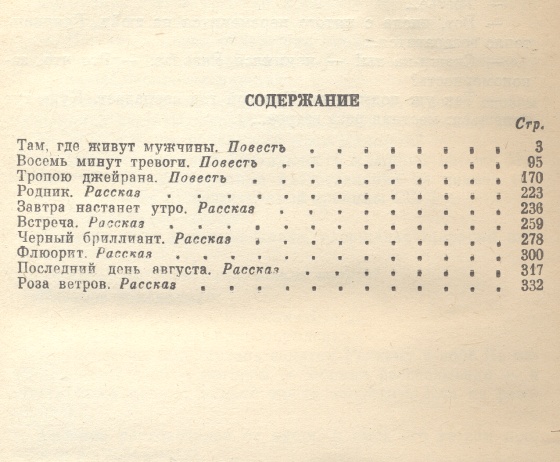 СОДЕРЖАНИЕ
Стр.
Там, где живут мужчины. Повесть . . . . . . . . . 3
Восемь минут тревоги. Повесть . . . . . . . . . 95
Тропою джейрана. Повесть . . . . . . . . . . 170
Родник. Рассказ . . . . . . . . . . . . . 223
Завтра настанет утро. Рассказ . . . . . . . . . 236
Встреча. Рассказ . . . . . . . . . . . . . 259
Черный бриллиант. Рассказ . . . . . . . . . . 278
Флюорит. Рассказ . . . . . . . . . . . . . 300
Последний день августа. Рассказ . . . . . . . . . 317
Роза ветров. Рассказ . . . . . . . . . . . . 332